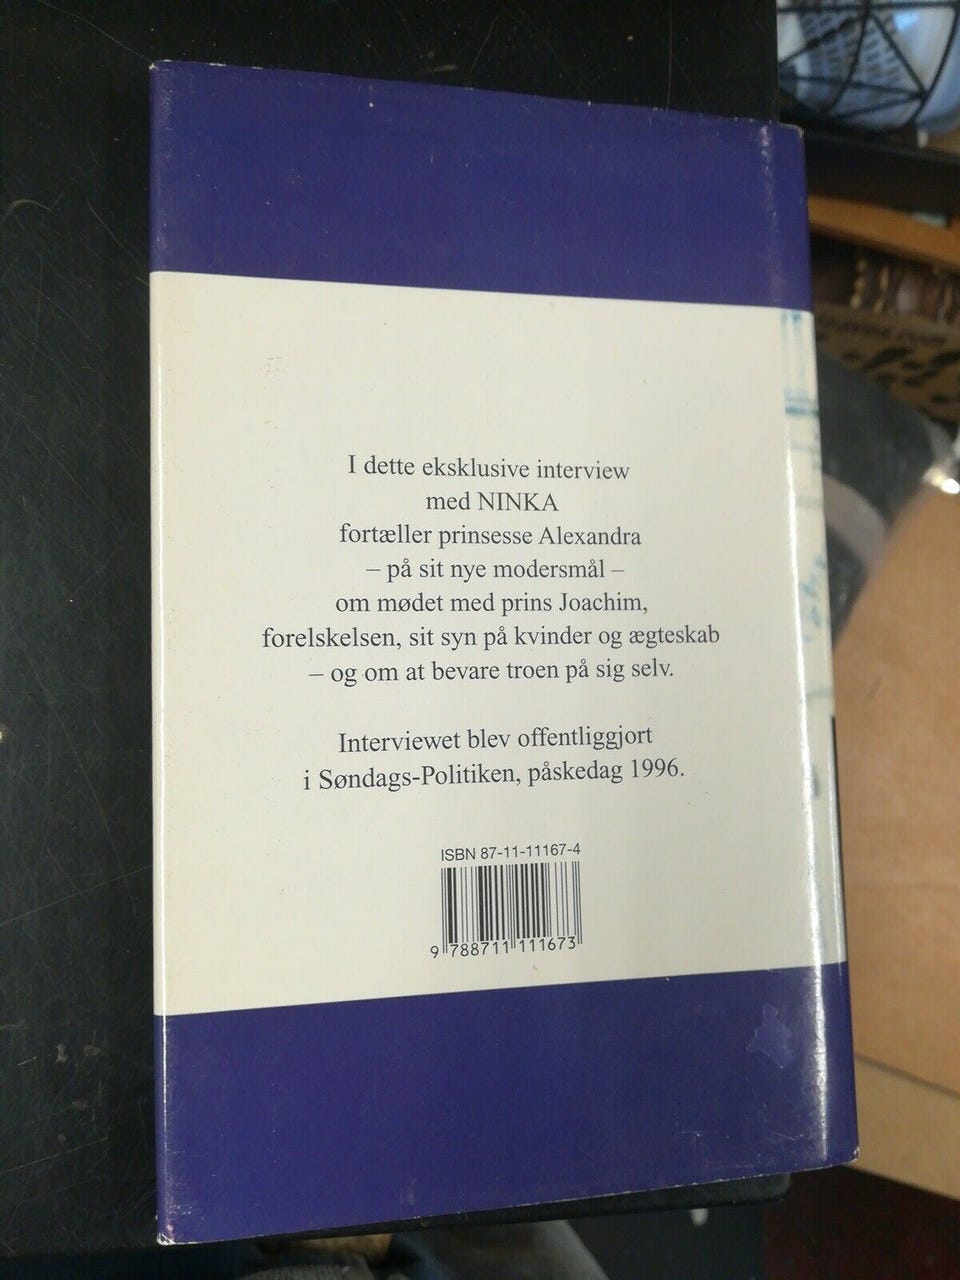 I dette eksklusive interview
med NINKA
fortæller prinsesse Alexandra
– på sit nye modersmål –
om mødet med prins Joachim,
forelskelsen, sit syn på kvinder og ægteskab
– og om at bevare troen på sig selv.
Interviewet blev offentliggjort
i Søndags-Politiken, påskedag 1996.
ISBN 87-11-11167-4
9 788711 111673